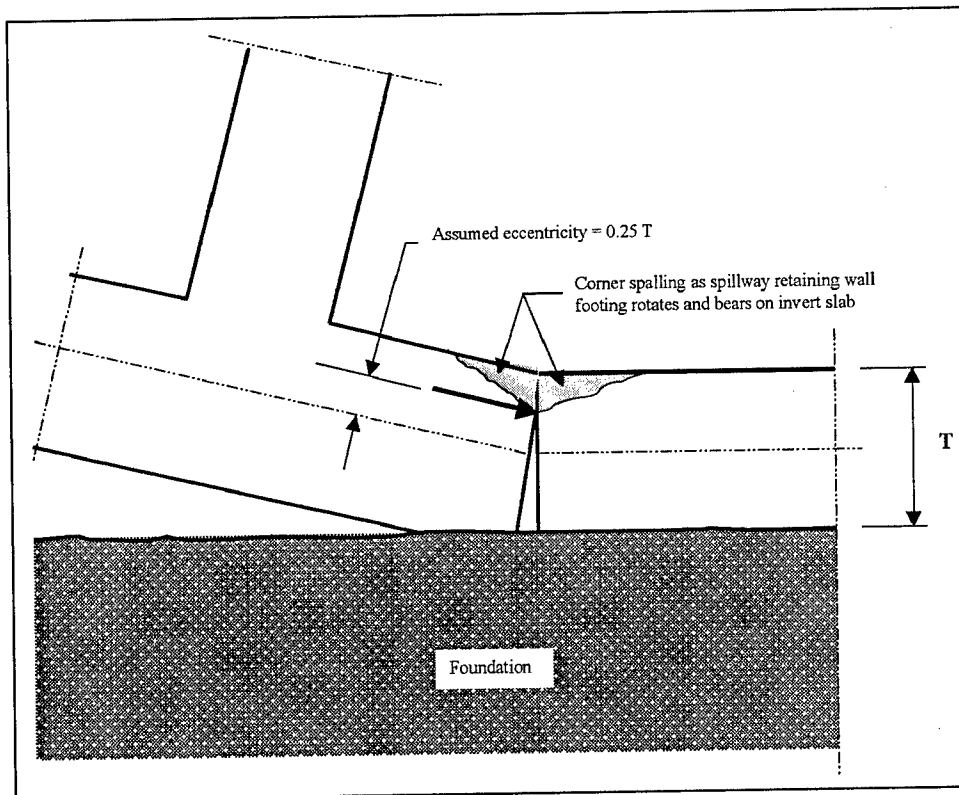 Assumed eccentricity = 0.25 T
Corner spalling as spillway retaining wall
footing rotates and bears on invert slab
T
Foundation